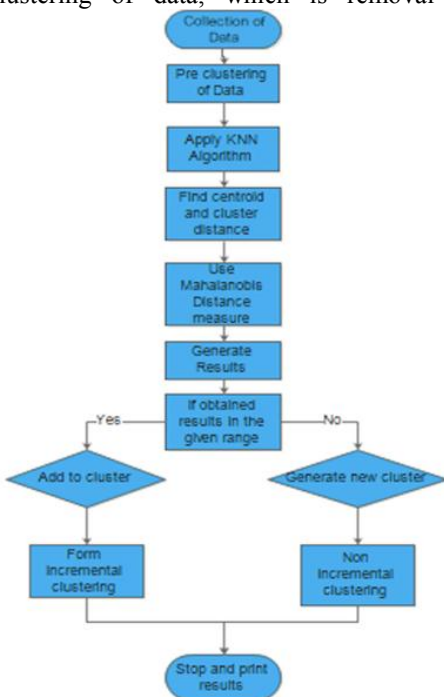 lustering of data, which is removal
Collection of
Data
Pre clustering
of Data
Apply KNN
Algorithm
Find centroid
and cluster
distance
Use
Mahalanobis
Distance
measure
Generate
Results
If obtained
results in the
given range
Yes
No
Add to cluster
Generate new cluster
Form
Incremental
clustering
Non
Incremental
clustering
Stop and print
results